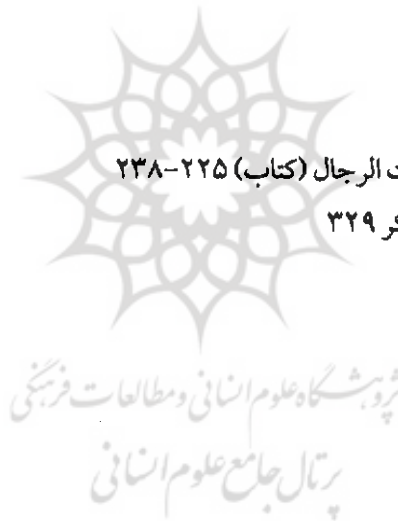 الرجال (کتاب) ۲۲۵-۲۳۸
۳۲۹
پژوهشگاه علوم انسانی و مطالعات فرهنگی
پرتال جامع علوم انسانی